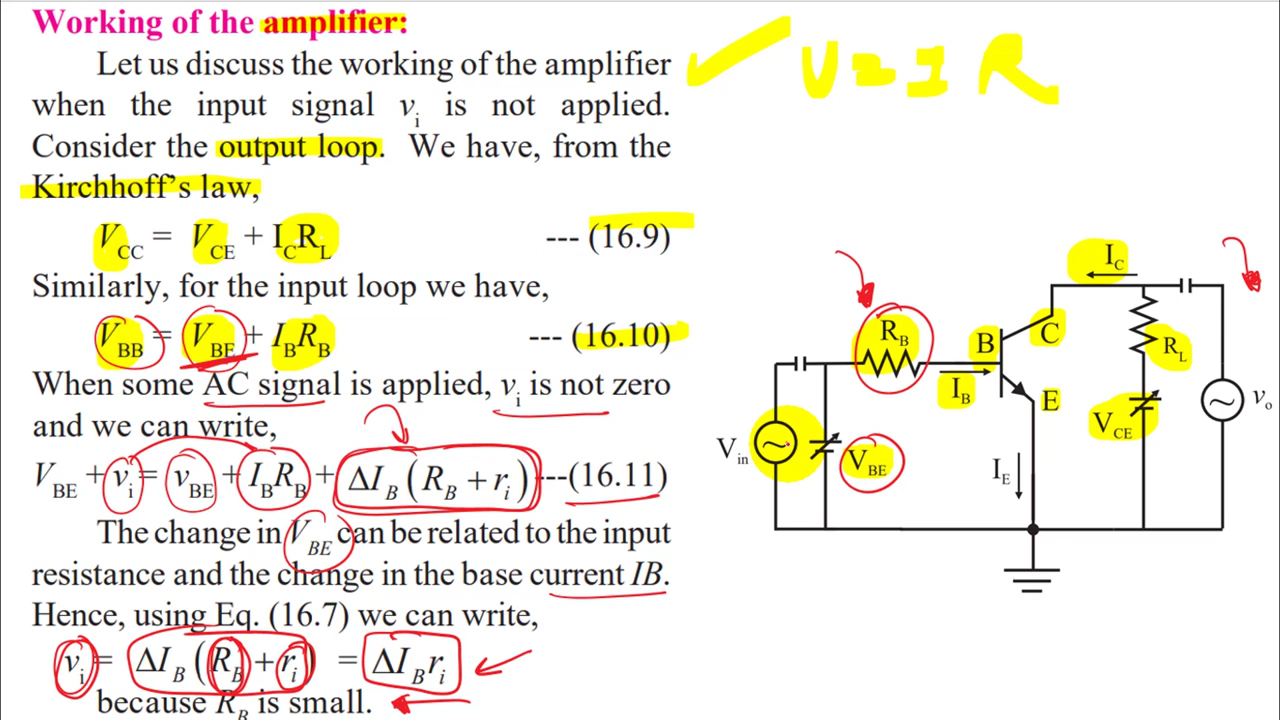 Working of the amplifier:
Let us discuss the working of the amplifier
when the input signal vi is not applied.
Consider the output loop. We have, from the
Kirchhoff's law,
VCC = VCE + ICRL --- (16.9)
Similarly, for the input loop we have,
VBB = VBE + IBRB --- (16.10)
When some AC signal is applied, vi is not zero
and we can write,
VBE + vi = vBE + IBRB + ΔIB (RB + ri) ---(16.11)
The change in VBE can be related to the input
resistance and the change in the base current IB.
Hence, using Eq. (16.7) we can write,
vi = ΔIB (RB + ri) = ΔIBri
because RB is small.
V = I R
IC
RB
B
C
RL
IB
E
VCE
vo
Vin
VBE
IE